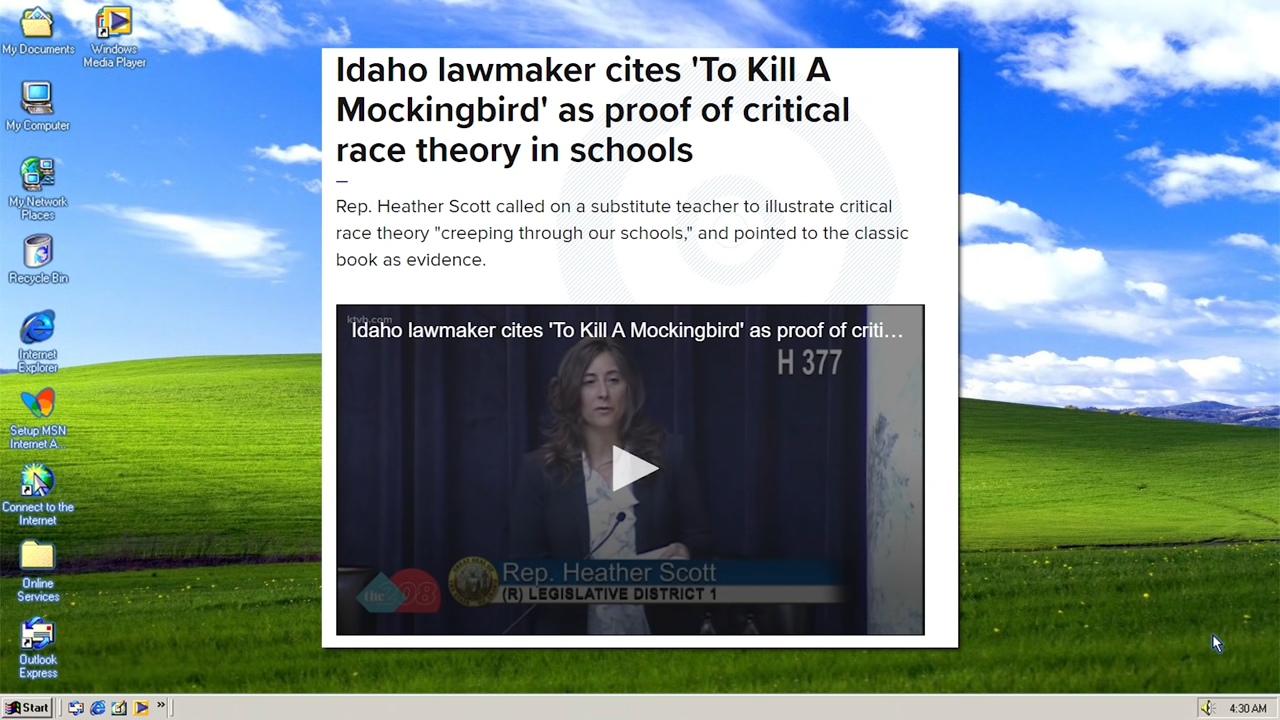 My Documents
Windows
Media Player
My Computer
My Network
Places
Recycle Bin
Internet
Explorer
Setup MSN
Internet A...
Connect to the
Internet
Online
Services
Outlook
Express
Idaho lawmaker cites 'To Kill A
Mockingbird' as proof of critical
race theory in schools
Rep. Heather Scott called on a substitute teacher to illustrate critical
race theory "creeping through our schools," and pointed to the classic
book as evidence.
ktvb.com
Idaho lawmaker cites 'To Kill A Mockingbird' as proof of criti...
H 377
Rep. Heather Scott
(R) LEGISLATIVE DISTRICT 1
the 208
Start
4:30 AM